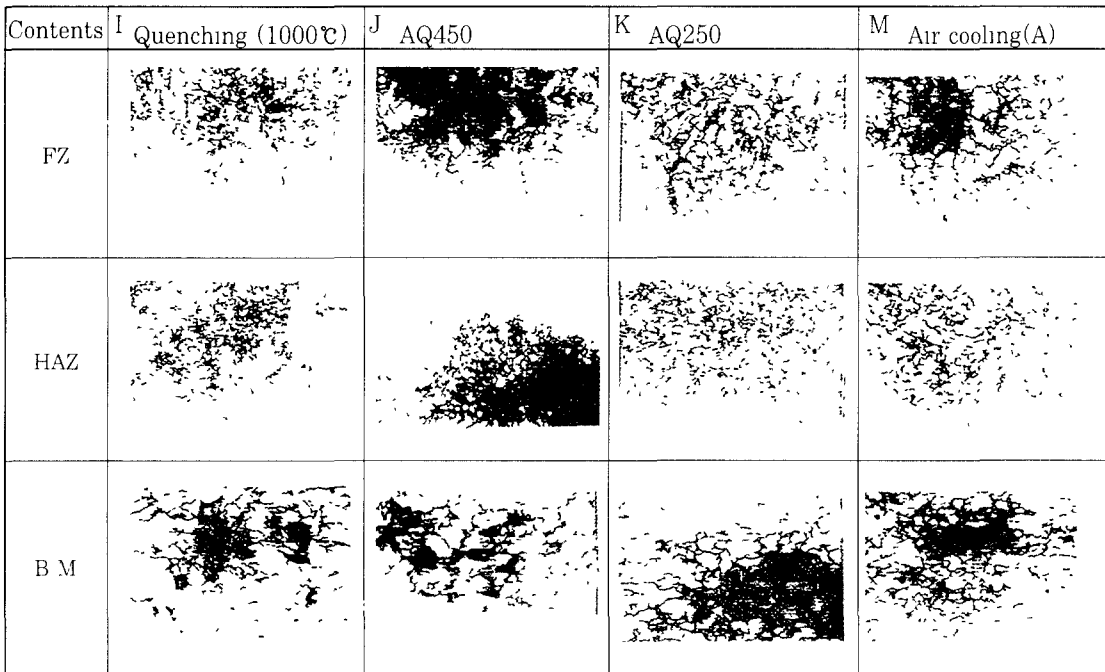 Contents I Quenching (1000℃) J AQ450 K AQ250 M Air cooling(A)
FZ
HAZ
B M